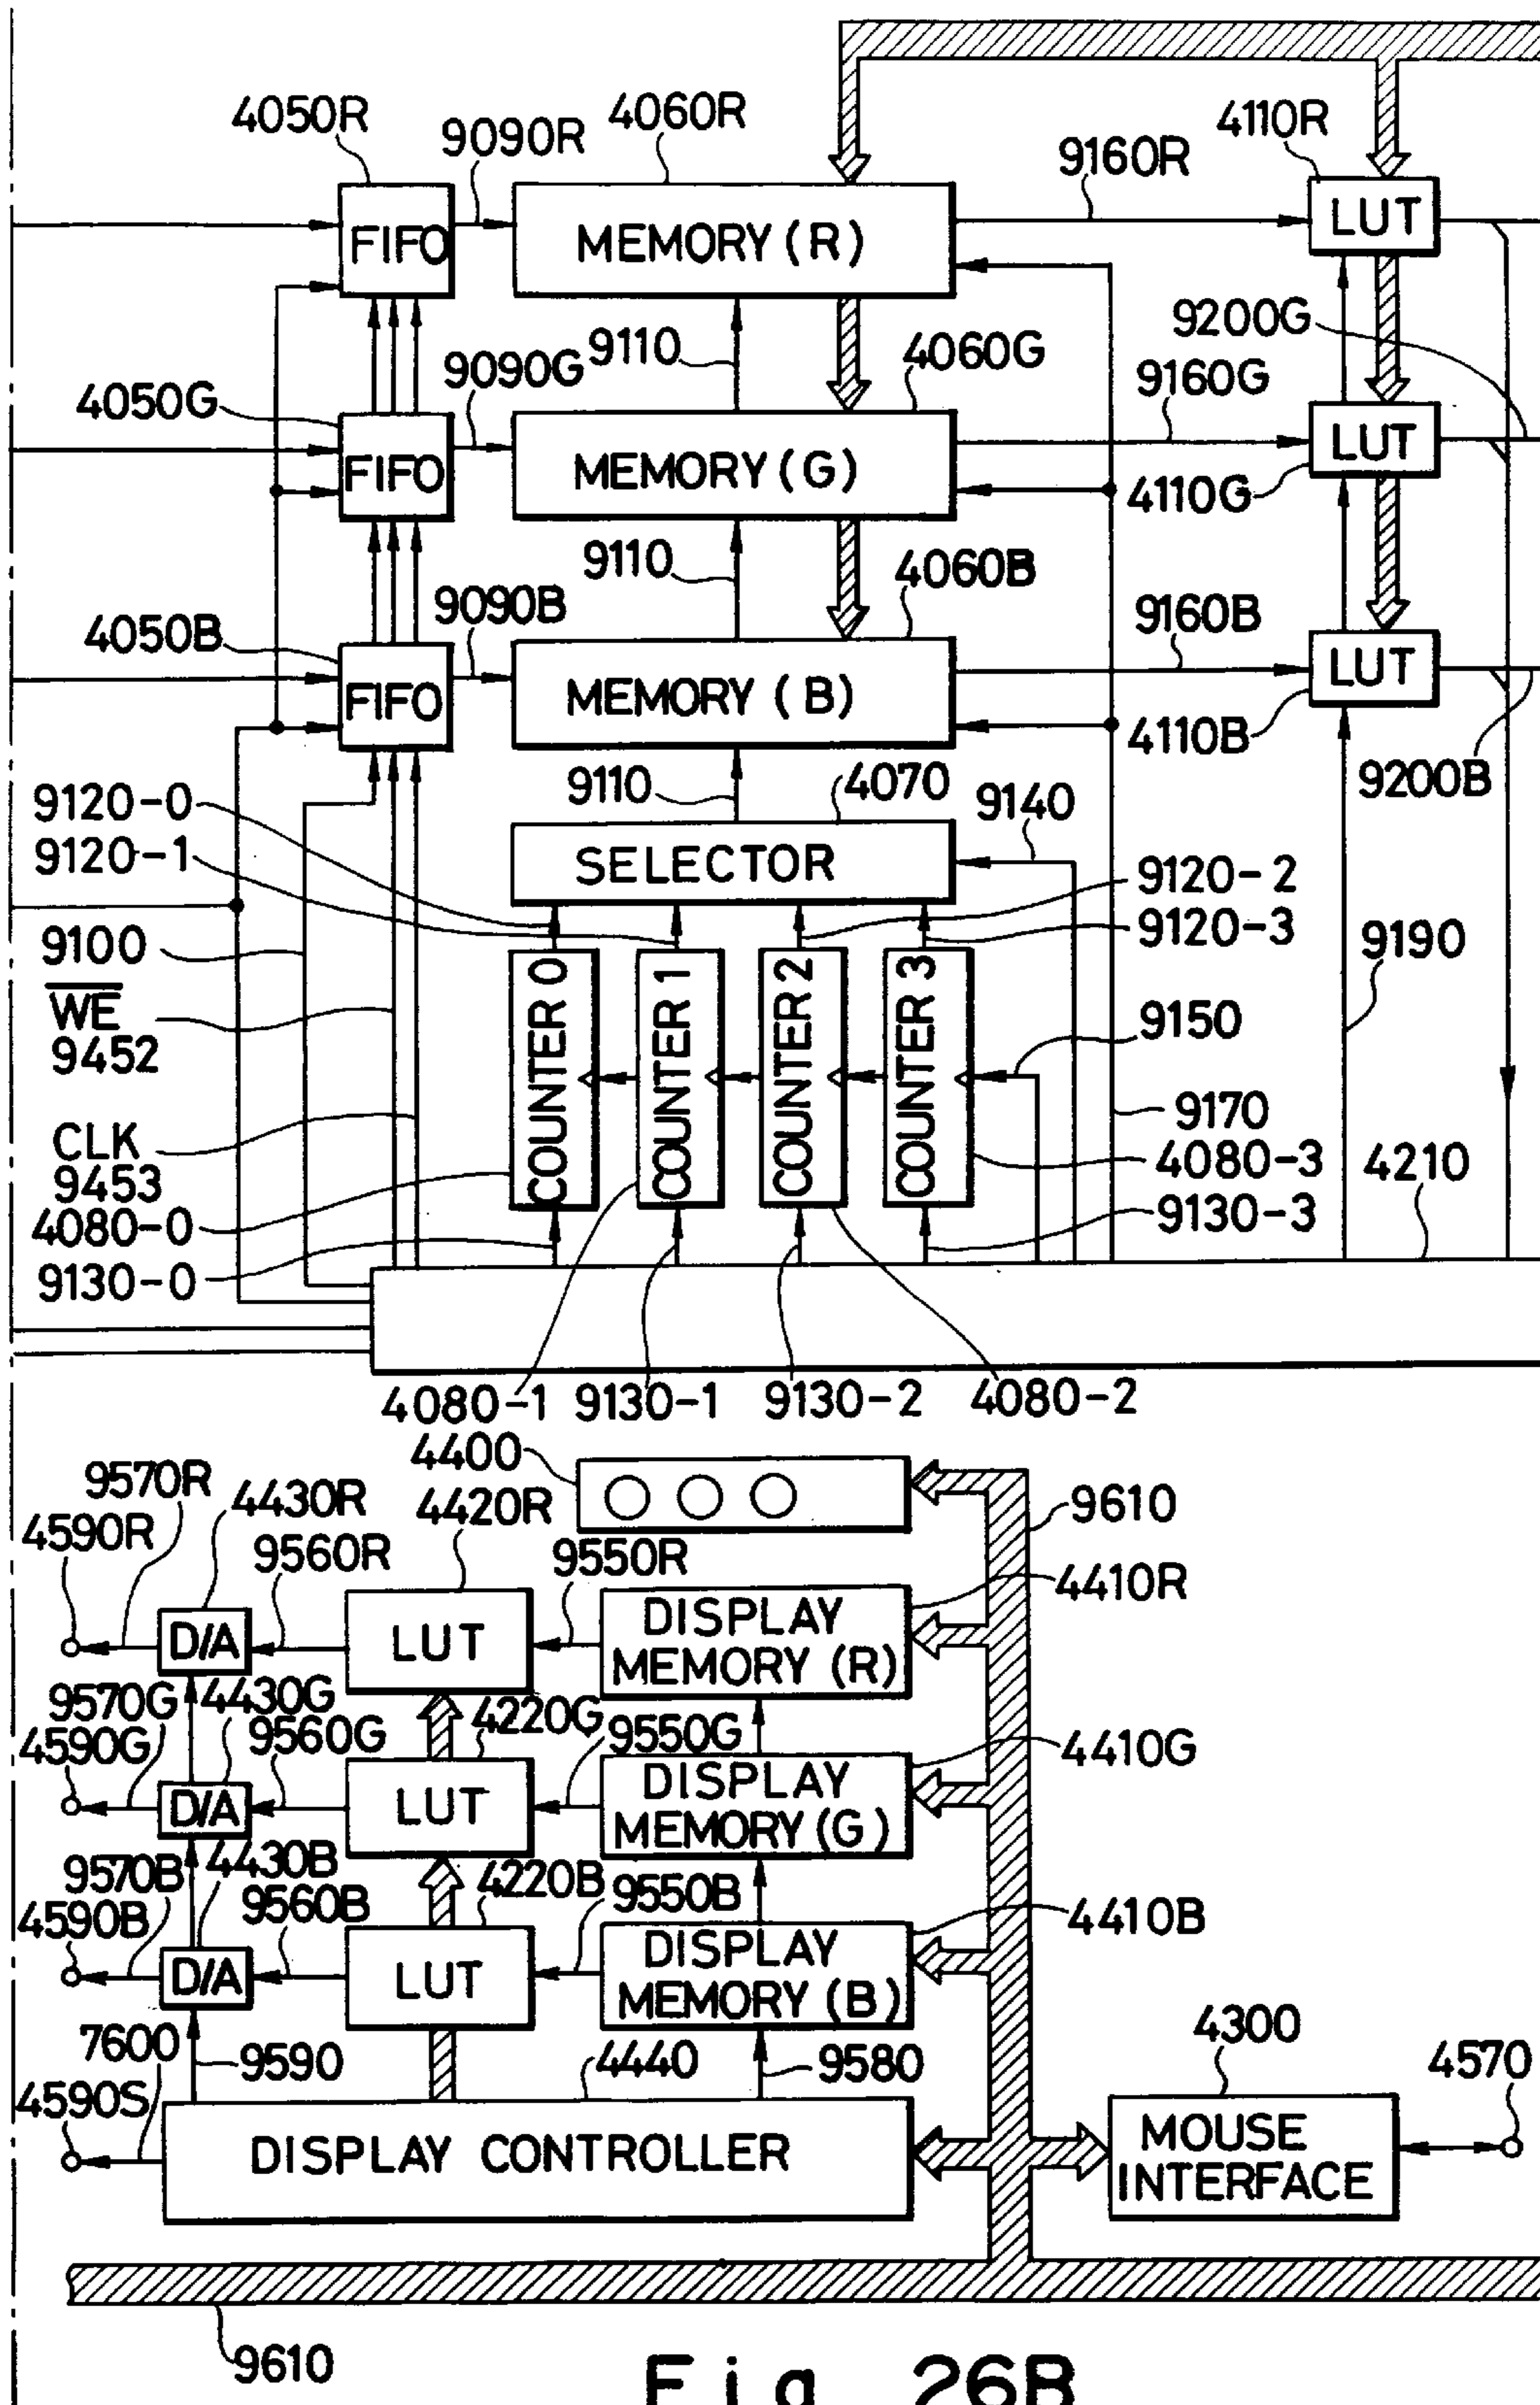 4050R
9090R
4060R
9160R
4110R
FIFO
MEMORY (R)
LUT
9200G
4050G
9090G
9110
4060G
9160G
FIFO
MEMORY (G)
LUT
4110G
9110
4060B
4050B
9090B
9160B
FIFO
MEMORY (B)
LUT
4110B
9200B
9120-0
9110
4070
9140
9120-1
SELECTOR
9120-2
9100
9120-3
9190
WE
9452
COUNTER 0
COUNTER 1
COUNTER 2
COUNTER 3
9150
CLK
9453
9170
4080-0
4080-3
4210
9130-0
9130-3
4080-1
9130-1
9130-2
4080-2
4400
9570R
4430R
4420R
9610
4590R
9560R
9550R
4410R
D/A
LUT
DISPLAY
MEMORY (R)
9570G
4430G
4220G
4590G
9560G
9550G
4410G
D/A
LUT
DISPLAY
MEMORY (G)
9570B
4430B
4220B
4590B
9560B
9550B
4410B
D/A
LUT
DISPLAY
MEMORY (B)
7600
9590
4440
9580
4300
4570
4590S
DISPLAY CONTROLLER
MOUSE
INTERFACE
9610
Fig. 26B